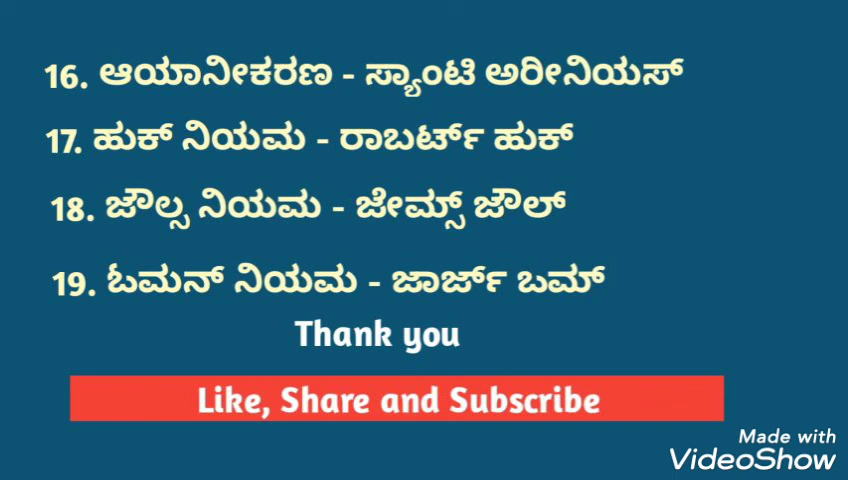 16. ಆಯಾನೀಕರಣ - ಸ್ಯಾಂಟಿ ಅರೀನಿಯಸ್
17. ಹುಕ್ ನಿಯಮ - ರಾಬರ್ಟ್ ಹುಕ್
18. ಜೌಲ್ಸ ನಿಯಮ - ಜೇಮ್ಸ್ ಜೌಲ್
19. ಓಮನ್ ನಿಯಮ - ಜಾರ್ಜ್ ಬಮ್
Thank you
Like, Share and Subscribe
Made with
VideoShow